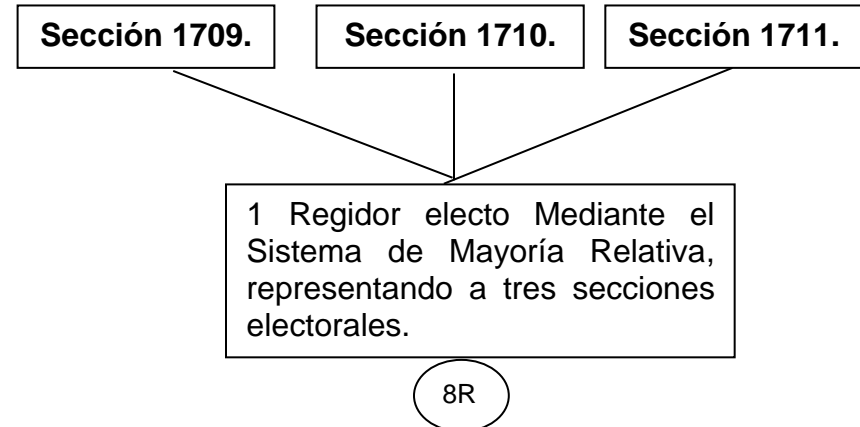 Sección 1709.
Sección 1710.
Sección 1711.
1 Regidor electo Mediante el
Sistema de Mayoría Relativa,
representando a tres secciones
electorales.
8R